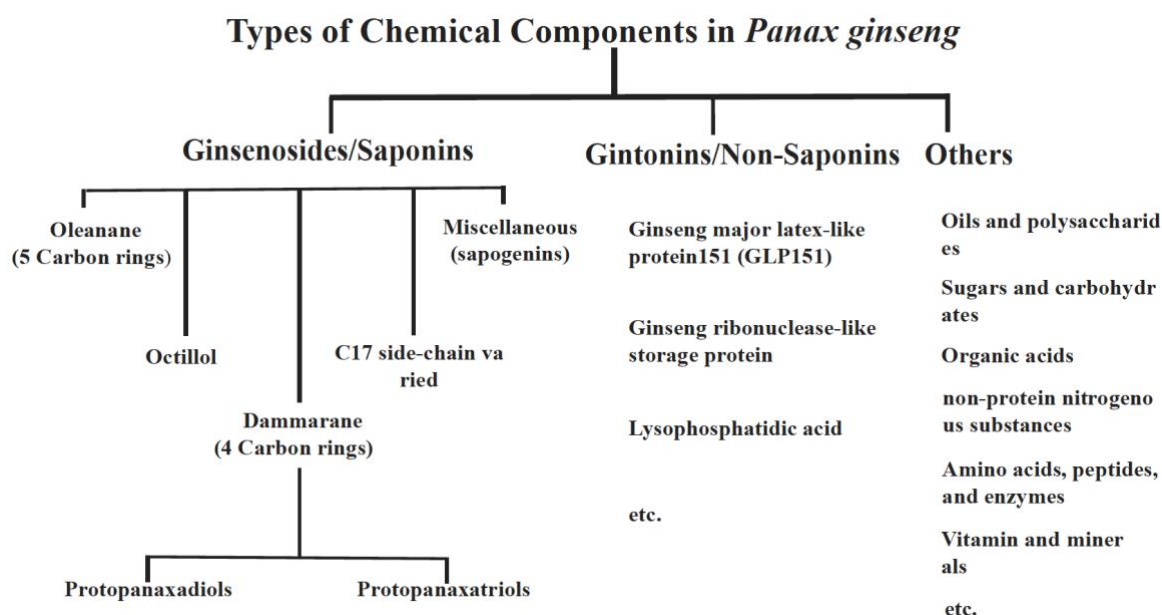 Types of Chemical Components in Panax ginseng
Ginsenosides/Saponins
Oleanane
(5 Carbon rings)
Octillol
Dammarane
(4 Carbon rings)
Protopanaxadiols
Protopanaxatriols
C17 side-chain va
ried
Miscellaneous
(sapogenins)
Gintonins/Non-Saponins
Ginseng major latex-like
protein151 (GLP151)
Ginseng ribonuclease-like
storage protein
Lysophosphatidic acid
etc.
Others
Oils and polysaccharid
es
Sugars and carbohydr
ates
Organic acids
non-protein nitrogeno
us substances
Amino acids, peptides,
and enzymes
Vitamin and miner
als
etc.